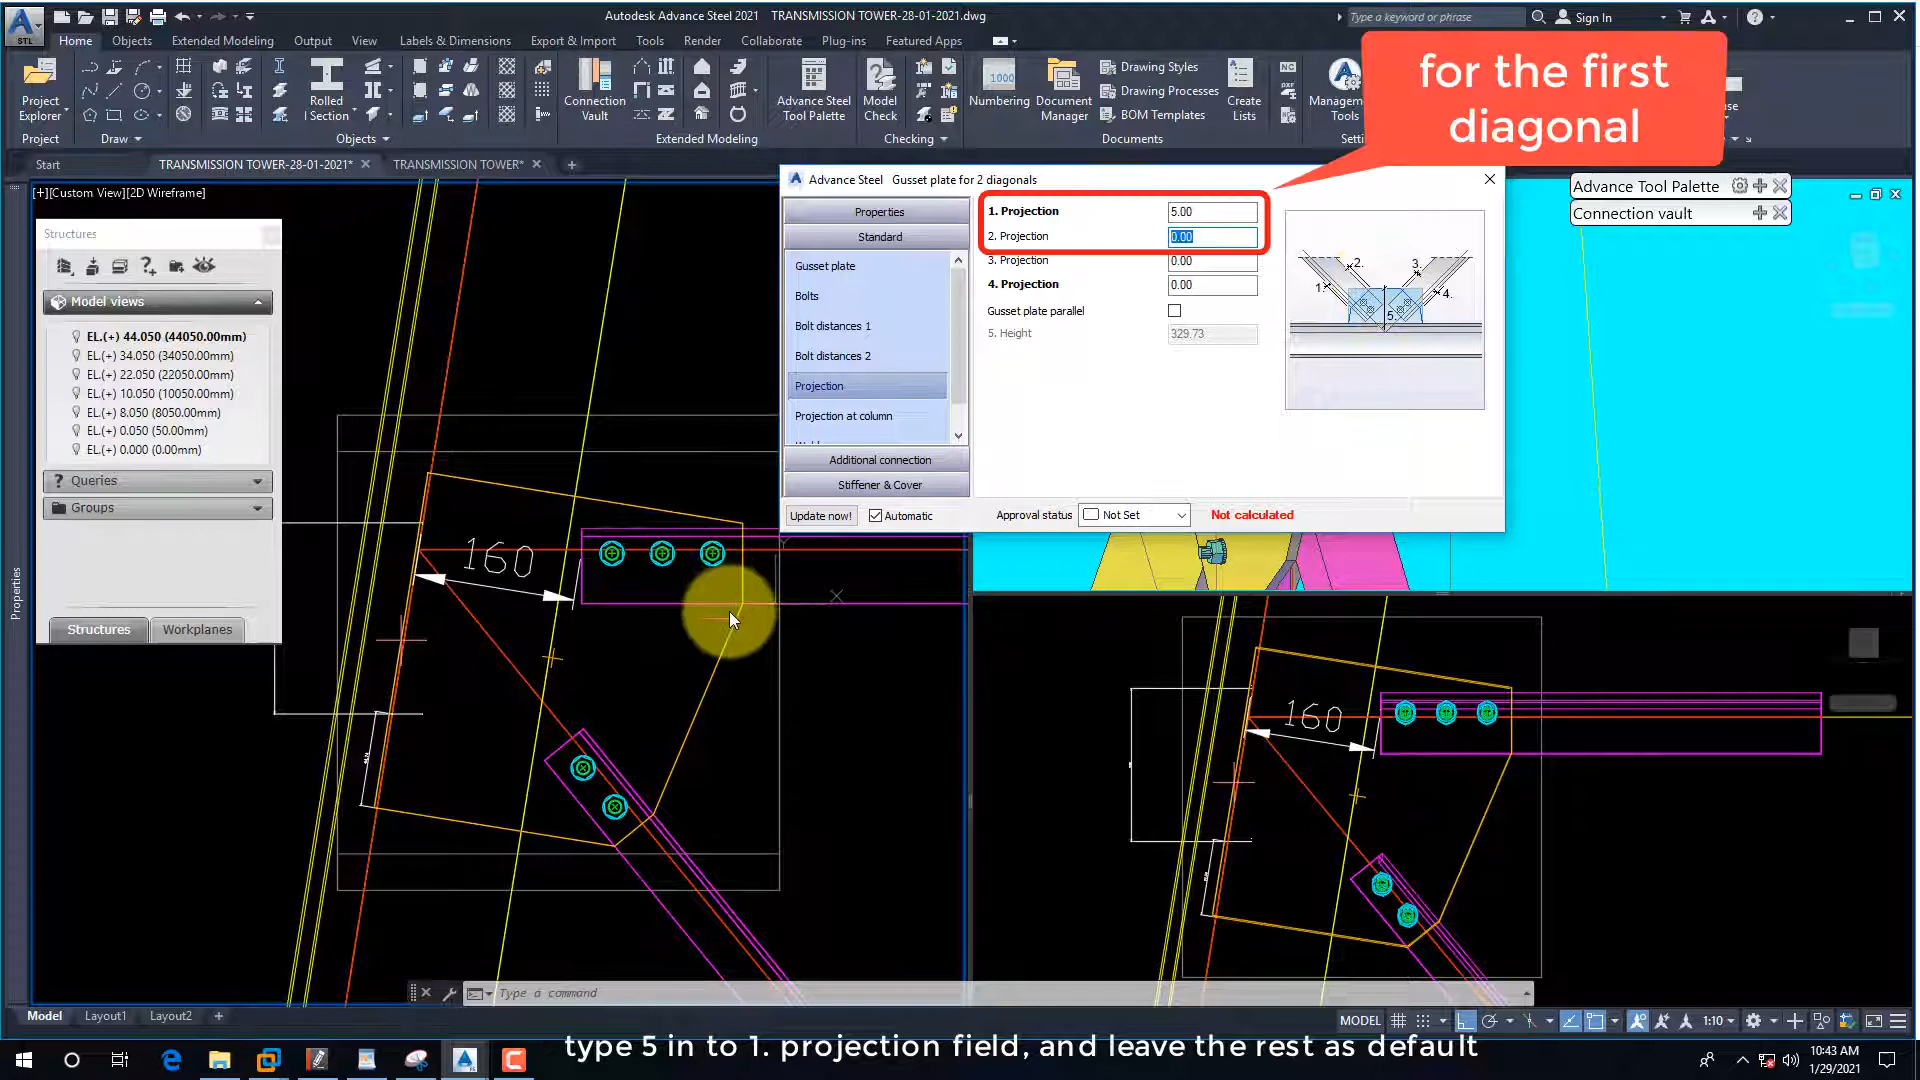 STL
Autodesk Advance Steel 2021 TRANSMISSION TOWER-28-01-2021.dwg
Type a keyword or phrase
Sign In
Home Objects Extended Modeling Output View Labels & Dimensions Export & Import Tools Render Collaborate Plug-ins Featured Apps
for the first
diagonal
Project
Explorer
Rolled
I Section
Connection
Vault
Advance Steel
Tool Palette
Model
Check
1000
Numbering
Document
Manager
Drawing Styles
Drawing Processes
BOM Templates
Create
Lists
NC
DXF
Project Draw Objects Extended Modeling Checking Documents
Start TRANSMISSION TOWER-28-01-2021* TRANSMISSION TOWER*
[+][Custom View][2D Wireframe]
Structures
Model views
EL.(+) 44.050 (44050.00mm)
EL.(+) 34.050 (34050.00mm)
EL.(+) 22.050 (22050.00mm)
EL.(+) 10.050 (10050.00mm)
EL.(+) 8.050 (8050.00mm)
EL.(+) 0.050 (50.00mm)
EL.(+) 0.000 (0.00mm)
Queries
Groups
Structures Workplanes
Properties
Advance Steel Gusset plate for 2 diagonals
Properties
Standard
Gusset plate
Bolts
Bolt distances 1
Bolt distances 2
Projection
Projection at column
Additional connection
Stiffener & Cover
Update now! Automatic
1. Projection 5.00
2. Projection 0.00
3. Projection 0.00
4. Projection 0.00
Gusset plate parallel
5. Height 329.73
1. 2. 3. 4. 5.
Approval status Not Set Not calculated
Advance Tool Palette
Connection vault
160
X
Y
160
Type a command
Model Layout1 Layout2
MODEL 1:10
type 5 in to 1. projection field, and leave the rest as default
10:43 AM
1/29/2021